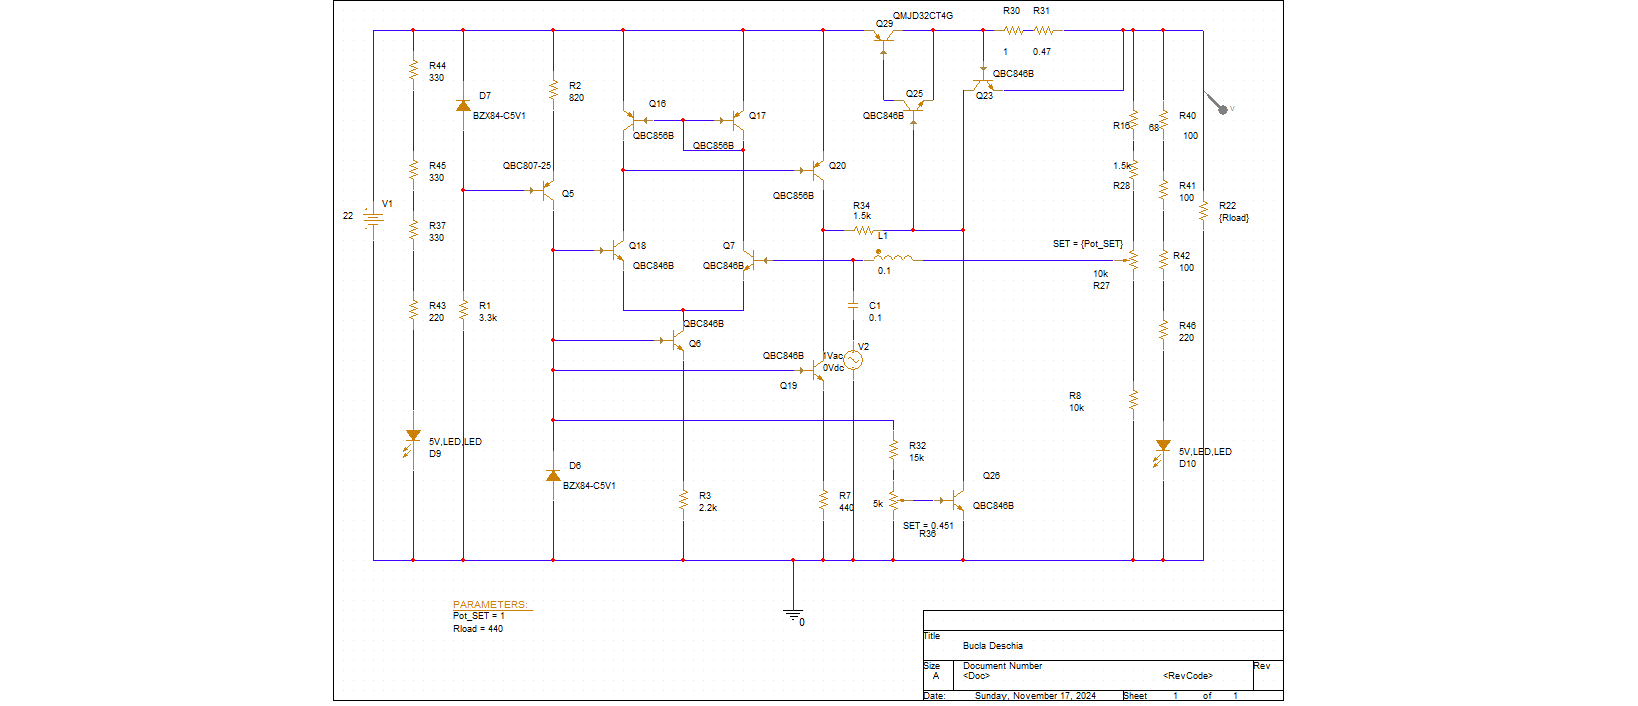 QMJD32CT4G
R30 R31
Q29
1 0.47
R44
330
QBC846B
Q23
D7
BZX84-C5V1
R2
820
Q16
QBC856B
Q17
QBC856B
Q25
QBC846B
R16
68
R40
100
1.5k
R28
R45
330
QBC807-25
Q5
Q20
QBC856B
R41
100
V1
22
R34
1.5k
R22
{Rload}
R37
330
L1
0.1
Q18
QBC846B
Q7
QBC846B
SET = {Pot_SET}
10k
R27
R42
100
R43
220
R1
3.3k
C1
0.1
QBC846B
Q6
R46
220
QBC846B
Q19
1Vac
0Vdc
V2
R8
10k
5V,LED,LED
D9
R32
15k
5V,LED,LED
D10
D6
BZX84-C5V1
R3
2.2k
R7
440
5k
SET = 0.451
R36
Q26
QBC846B
V
0
PARAMETERS:
Pot_SET = 1
Rload = 440
Title
Bucla Deschia
Size
A
Document Number
<Doc>
<RevCode>
Rev
Date: Sunday, November 17, 2024 Sheet 1 of 1